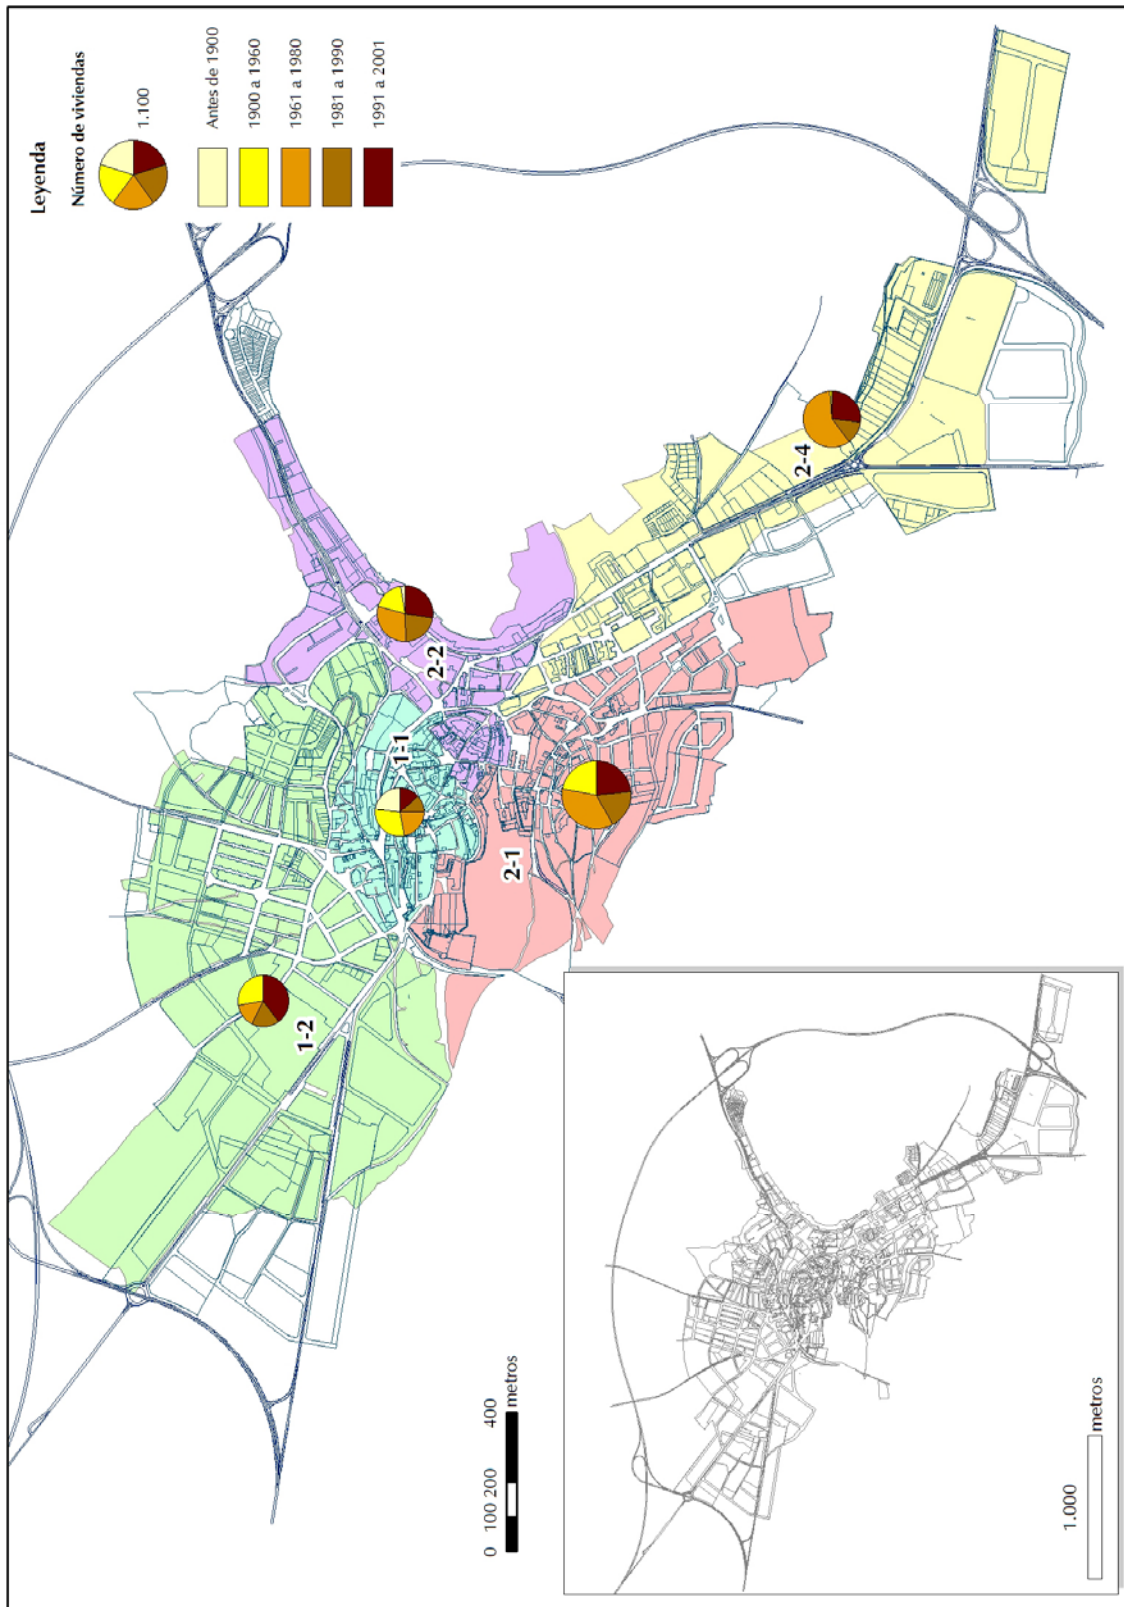 Leyenda
Número de viviendas
1.100
Antes de 1900
1900 a 1960
1961 a 1980
1981 a 1990
1991 a 2001
1-2
1-1
2-2
2-1
2-4
0 100 200 400
metros
1.000
metros